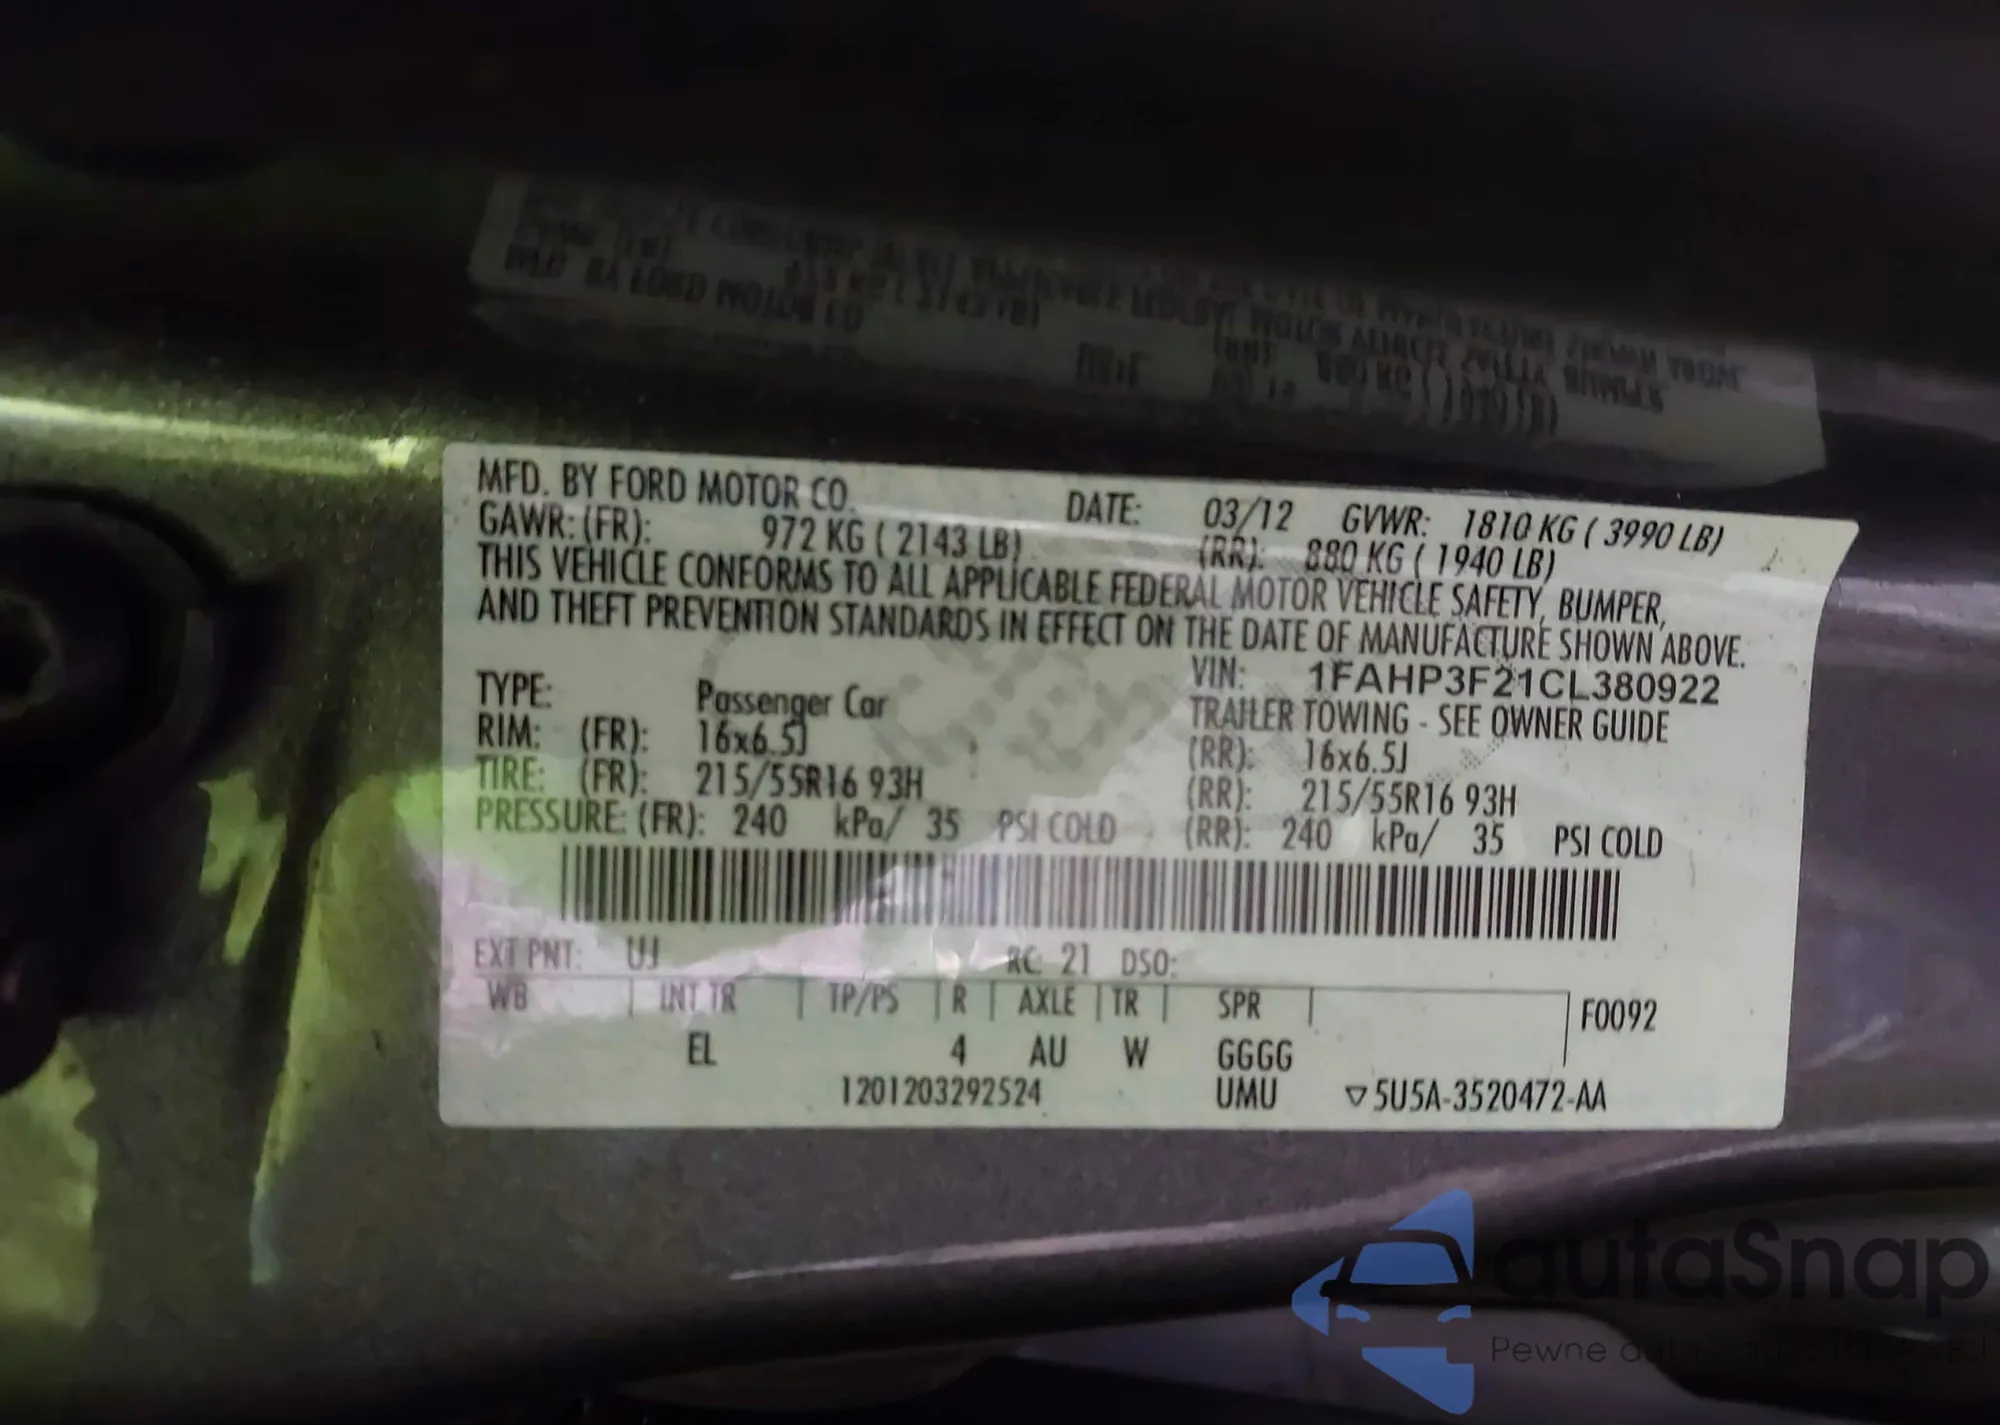 MFD. BY FORD MOTOR CO. DATE: 03/12 GVWR: 1810 KG ( 3990 LB)
GAWR: (FR): 972 KG ( 2143 LB) (RR): 880 KG ( 1940 LB)
THIS VEHICLE CONFORMS TO ALL APPLICABLE FEDERAL MOTOR VEHICLE SAFETY, BUMPER,
AND THEFT PREVENTION STANDARDS IN EFFECT ON THE DATE OF MANUFACTURE SHOWN ABOVE.
VIN: 1FAHP3F21CL380922
TYPE: Passenger Car TRAILER TOWING - SEE OWNER GUIDE
RIM: (FR): 16x6.5J (RR): 16x6.5J
TIRE: (FR): 215/55R16 93H (RR): 215/55R16 93H
PRESSURE: (FR): 240 kPa/ 35 PSI COLD (RR): 240 kPa/ 35 PSI COLD
EXT PNT: UJ RC: 21 DSO:
WB | INT TR | TP/PS | R | AXLE | TR | SPR | F0092
EL 4 AU W GGGG
1201203292524 UMU ▽5U5A-3520472-AA
autaSnap
Pewne